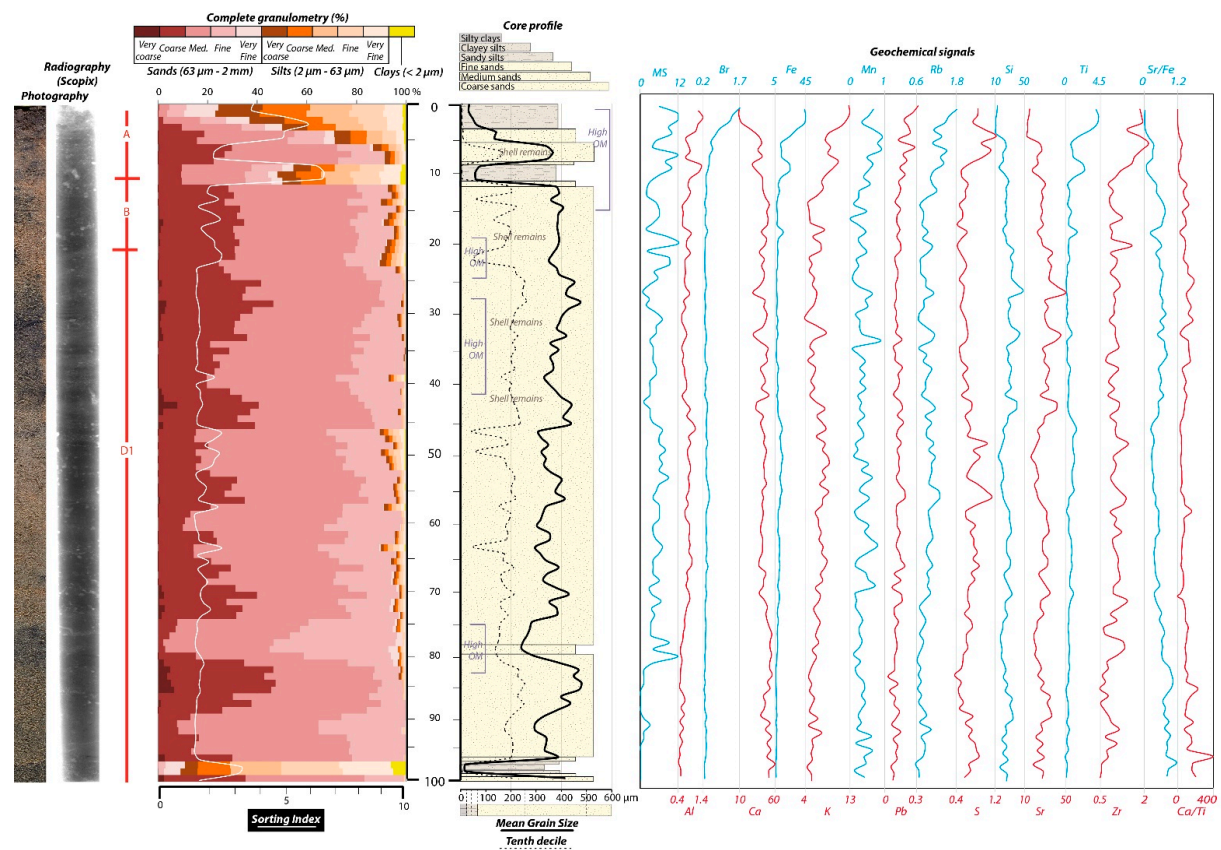 Complete granulometry (%)
Very coarse Coarse Med. Fine Very Fine Very Coarse Coarse Med. Fine Very Fine
Sands (63 µm - 2 mm) Silts (2 µm - 63 µm) Clays (< 2 µm)
Radiography
(Scopix)
Photography
0 20 40 60 80 100 %
A
B
D1
0 5 10
Sorting Index
Core profile
Silty clays
Clayey silts
Sandy silts
Fine sands
Medium sands
Coarse sands
0
10
20
30
40
50
60
70
80
90
100
High
OM
Shell remains
Shell remains
High
OM
Shell remains
High
OM
Shell remains
High
OM
0 100 200 300 400 500 600 µm
Mean Grain Size
Tenth decile
Geochemical signals
MS Br Fe Mn Rb Si Ti Sr/Fe
0 12 0.2 1.7 5 45 0 1 0.6 1.8 10 50 0 4.5 0 1.2
0.4 1.4 10 60 4 13 0 0.3 0.4 1.2 10 50 0.5 2 0 400
Al Ca K Pb S Sr Zr Ca/Ti